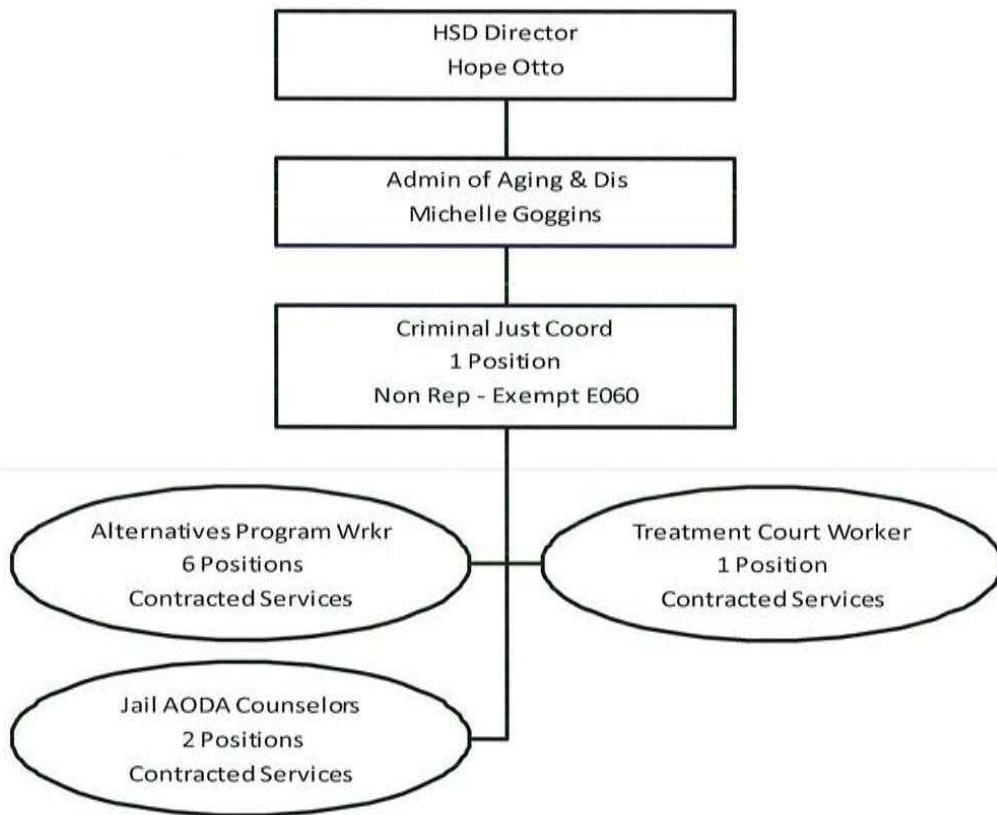 HSD Director
Hope Otto
Admin of Aging & Dis
Michelle Goggins
Criminal Just Coord
1 Position
Non Rep - Exempt E060
Alternatives Program Wrkr
6 Positions
Contracted Services
Treatment Court Worker
1 Position
Contracted Services
Jail AODA Counselors
2 Positions
Contracted Services